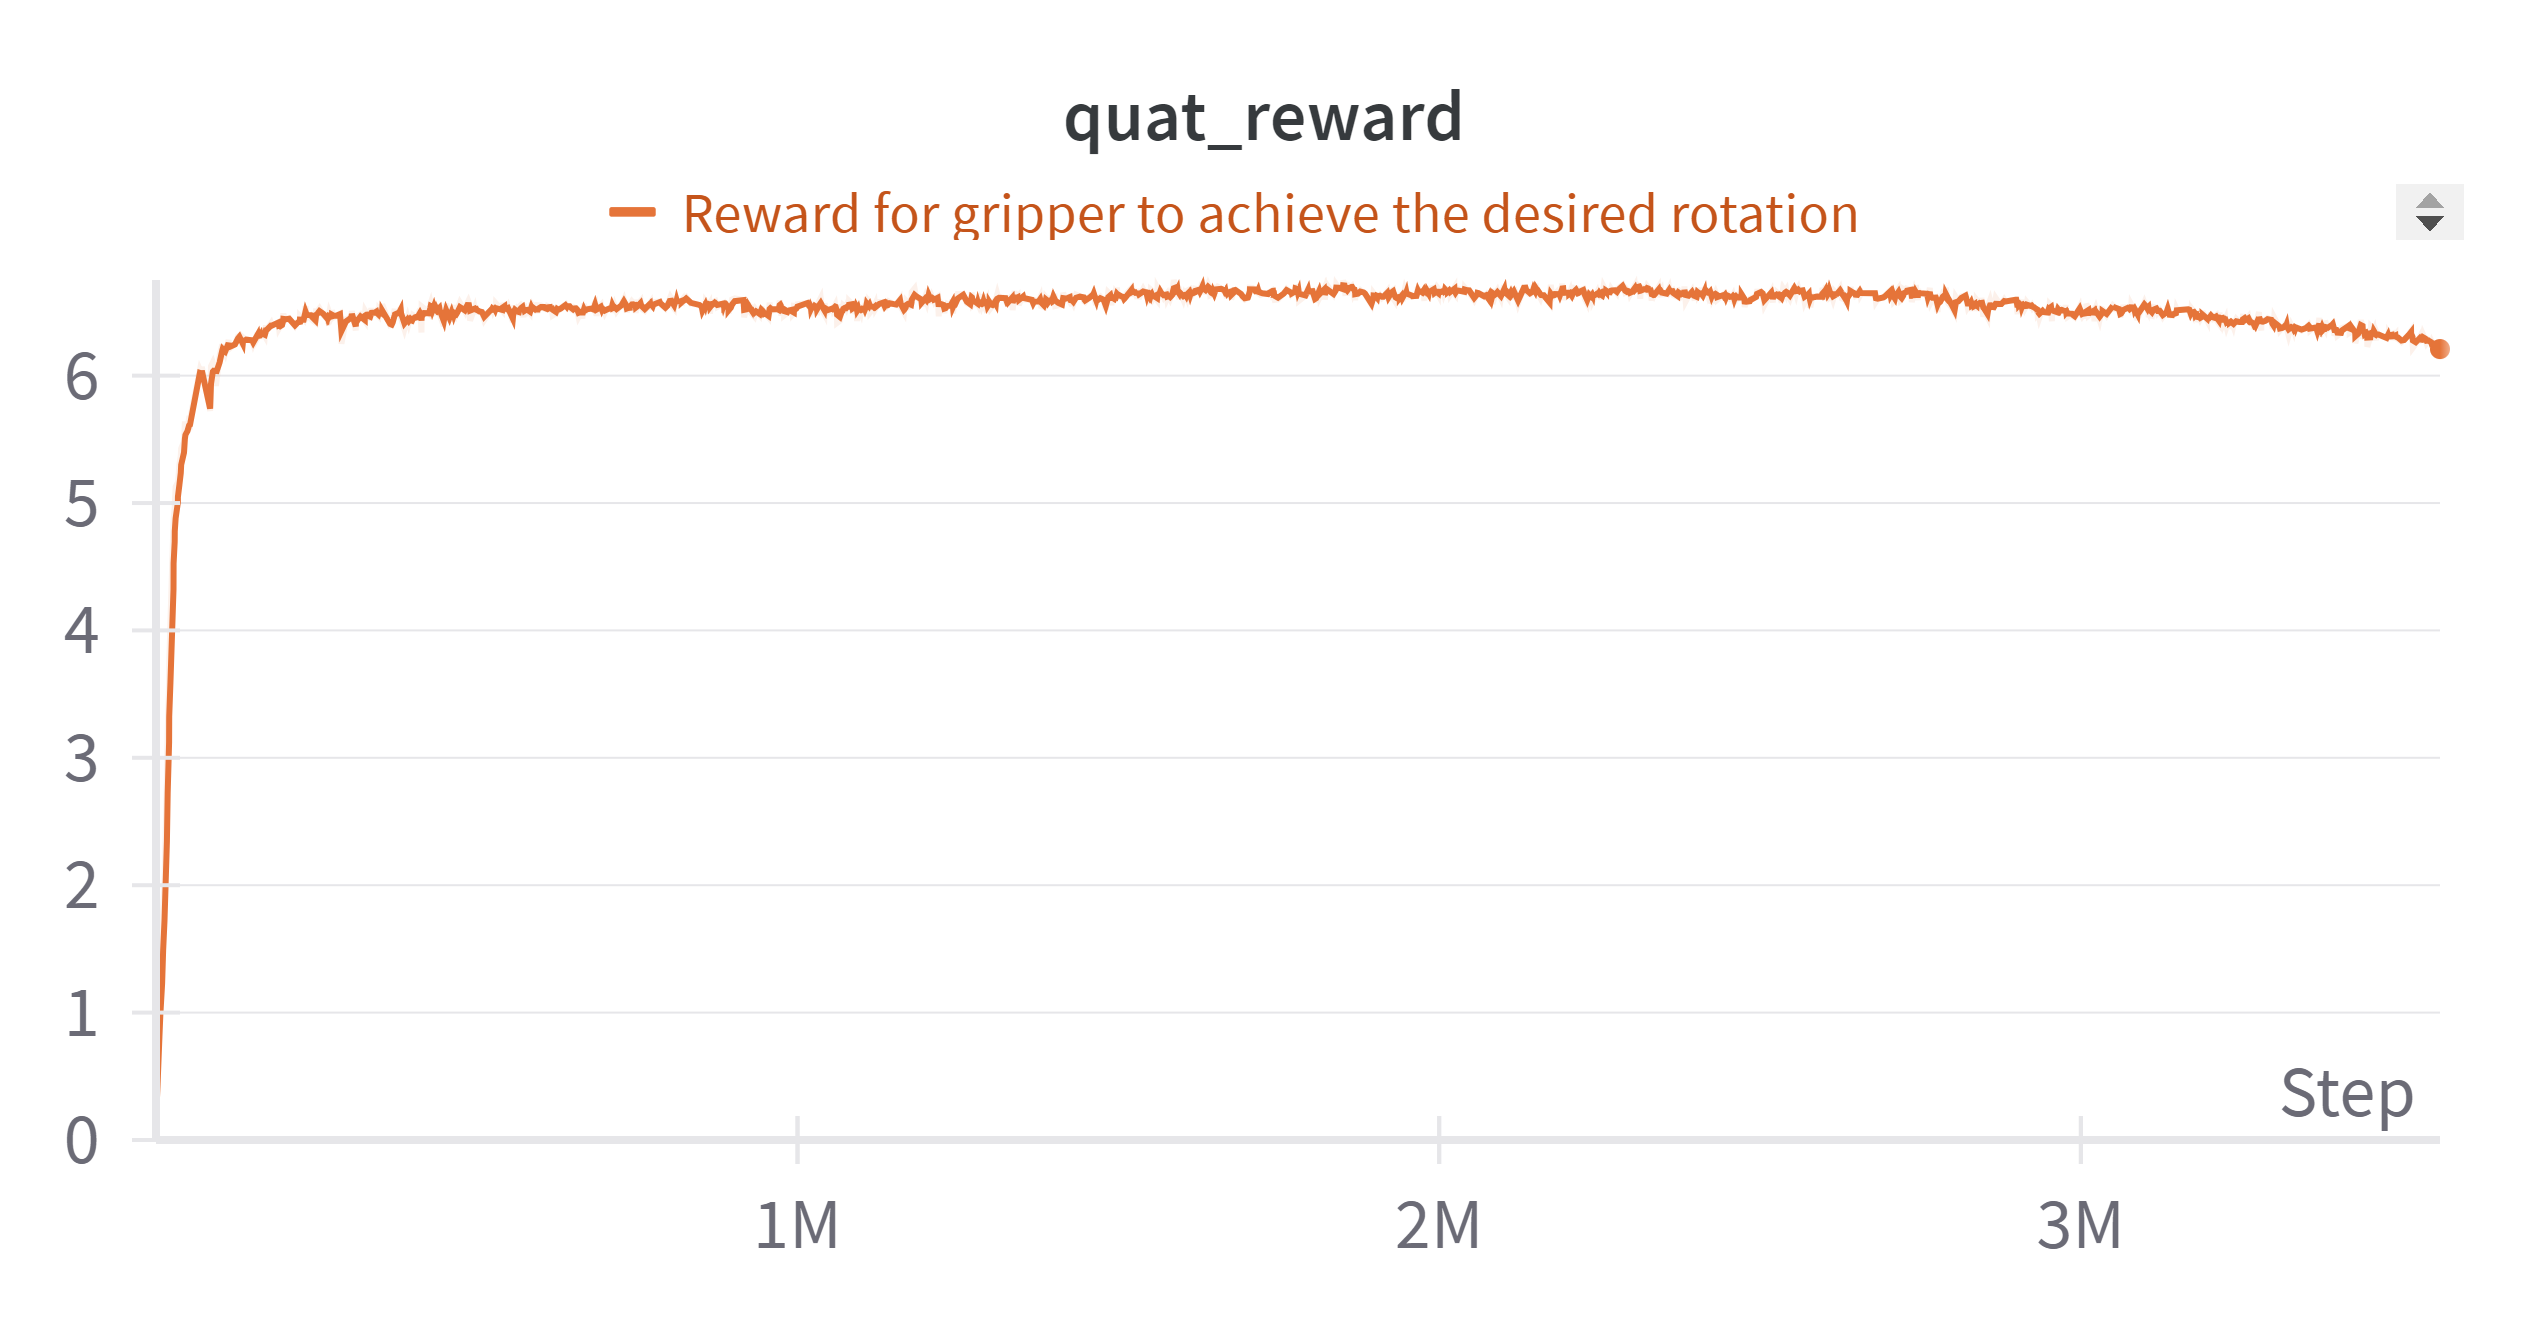 quat_reward
Reward for gripper to achieve the desired rotation
6
5
4
3
2
1
0
Step
1M 2M 3M